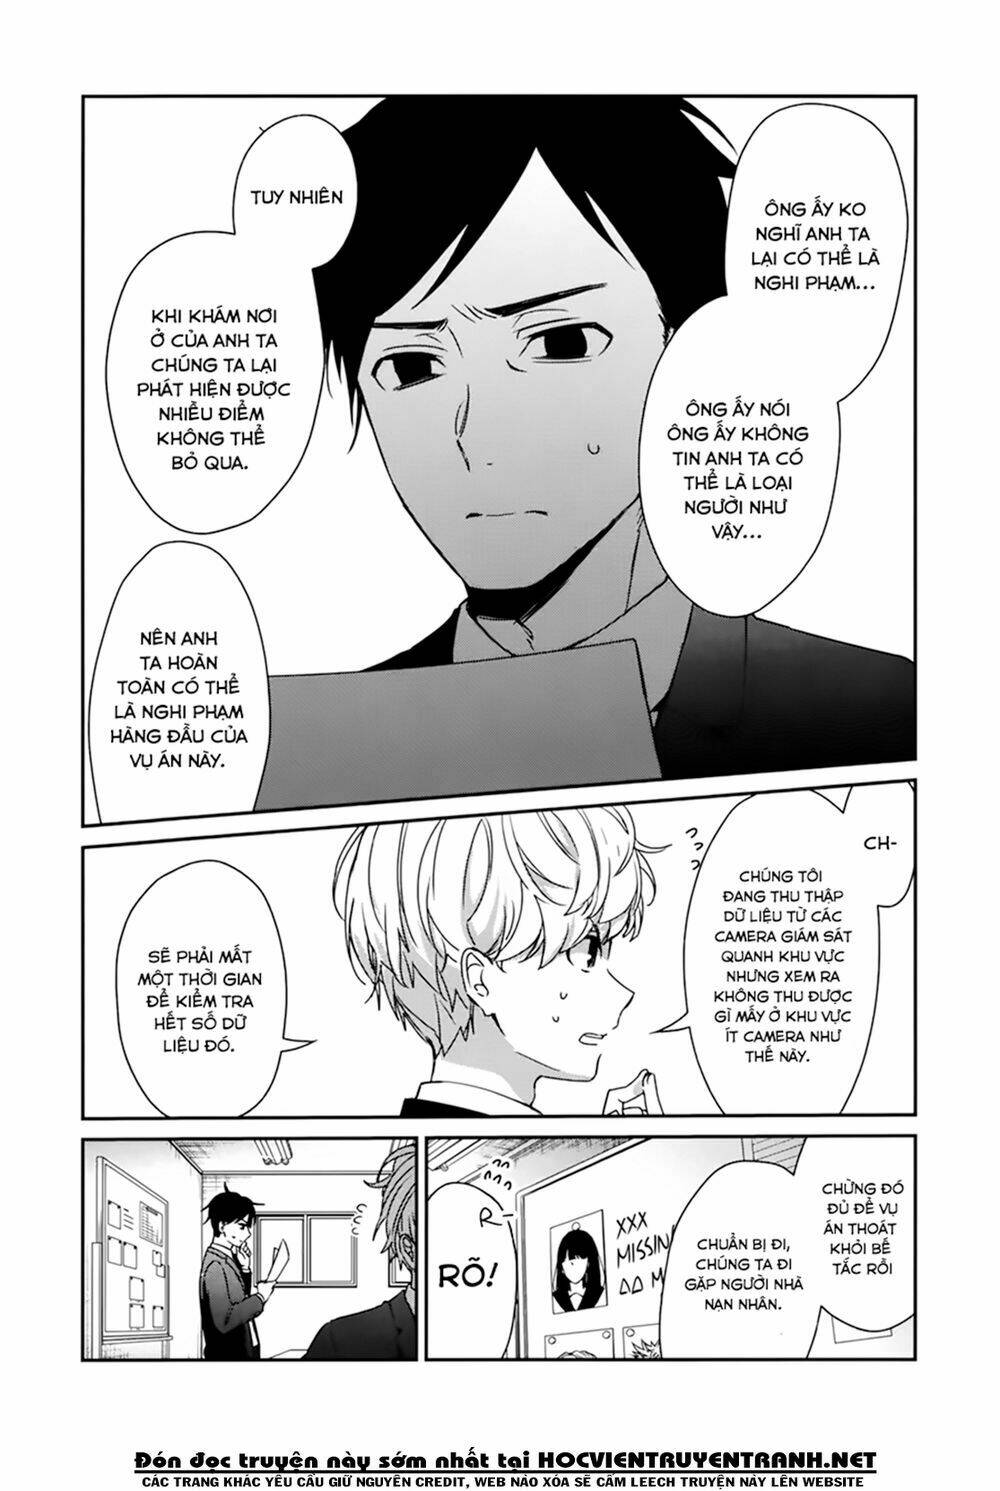 ÔNG ẤY KO
NGHĨ ANH TA
LẠI CÓ THỂ LÀ
NGHI PHẠM...
ÔNG ẤY NÓI
ÔNG ẤY KHÔNG
TIN ANH TA CÓ
THỂ LÀ LOẠI
NGƯỜI NHƯ
VẬY...
TUY NHIÊN
KHI KHÁM NƠI
Ở CỦA ANH TA
CHÚNG TA LẠI
PHÁT HIỆN ĐƯỢC
NHIỀU ĐIỂM
KHÔNG THỂ
BỎ QUA.
NÊN ANH
TA HOÀN
TOÀN CÓ THỂ
LÀ NGHI PHẠM
HÀNG ĐẦU CỦA
VỤ ÁN NÀY.
CH-
CHÚNG TÔI
ĐANG THU THẬP
DỮ LIỆU TỪ CÁC
CAMERA GIÁM SÁT
QUANH KHU VỰC
NHƯNG XEM RA
KHÔNG THU ĐƯỢC
GÌ MẤY Ở KHU VỰC
ÍT CAMERA NHƯ
THẾ NÀY.
SẼ PHẢI MẤT
MỘT THỜI GIAN
ĐỂ KIỂM TRA
HẾT SỐ DỮ
LIỆU ĐÓ.
CHỪNG ĐÓ
ĐỦ ĐỂ VỤ
ÁN THOÁT
KHỎI BẾ
TẮC RỒI
CHUẨN BỊ ĐI,
CHÚNG TA ĐI
GẶP NGƯỜI NHÀ
NẠN NHÂN.
XXX
MISSIN
ΔΔ M
R-
RÕ!
Đón đọc truyện này sớm nhất tại HOCVIENTRUYENTRANH.NET
CÁC TRANG KHÁC YÊU CẦU GIỮ NGUYÊN CREDIT, WEB NÀO XÓA SẼ CẤM LEECH TRUYỆN NÀY LÊN WEBSITE